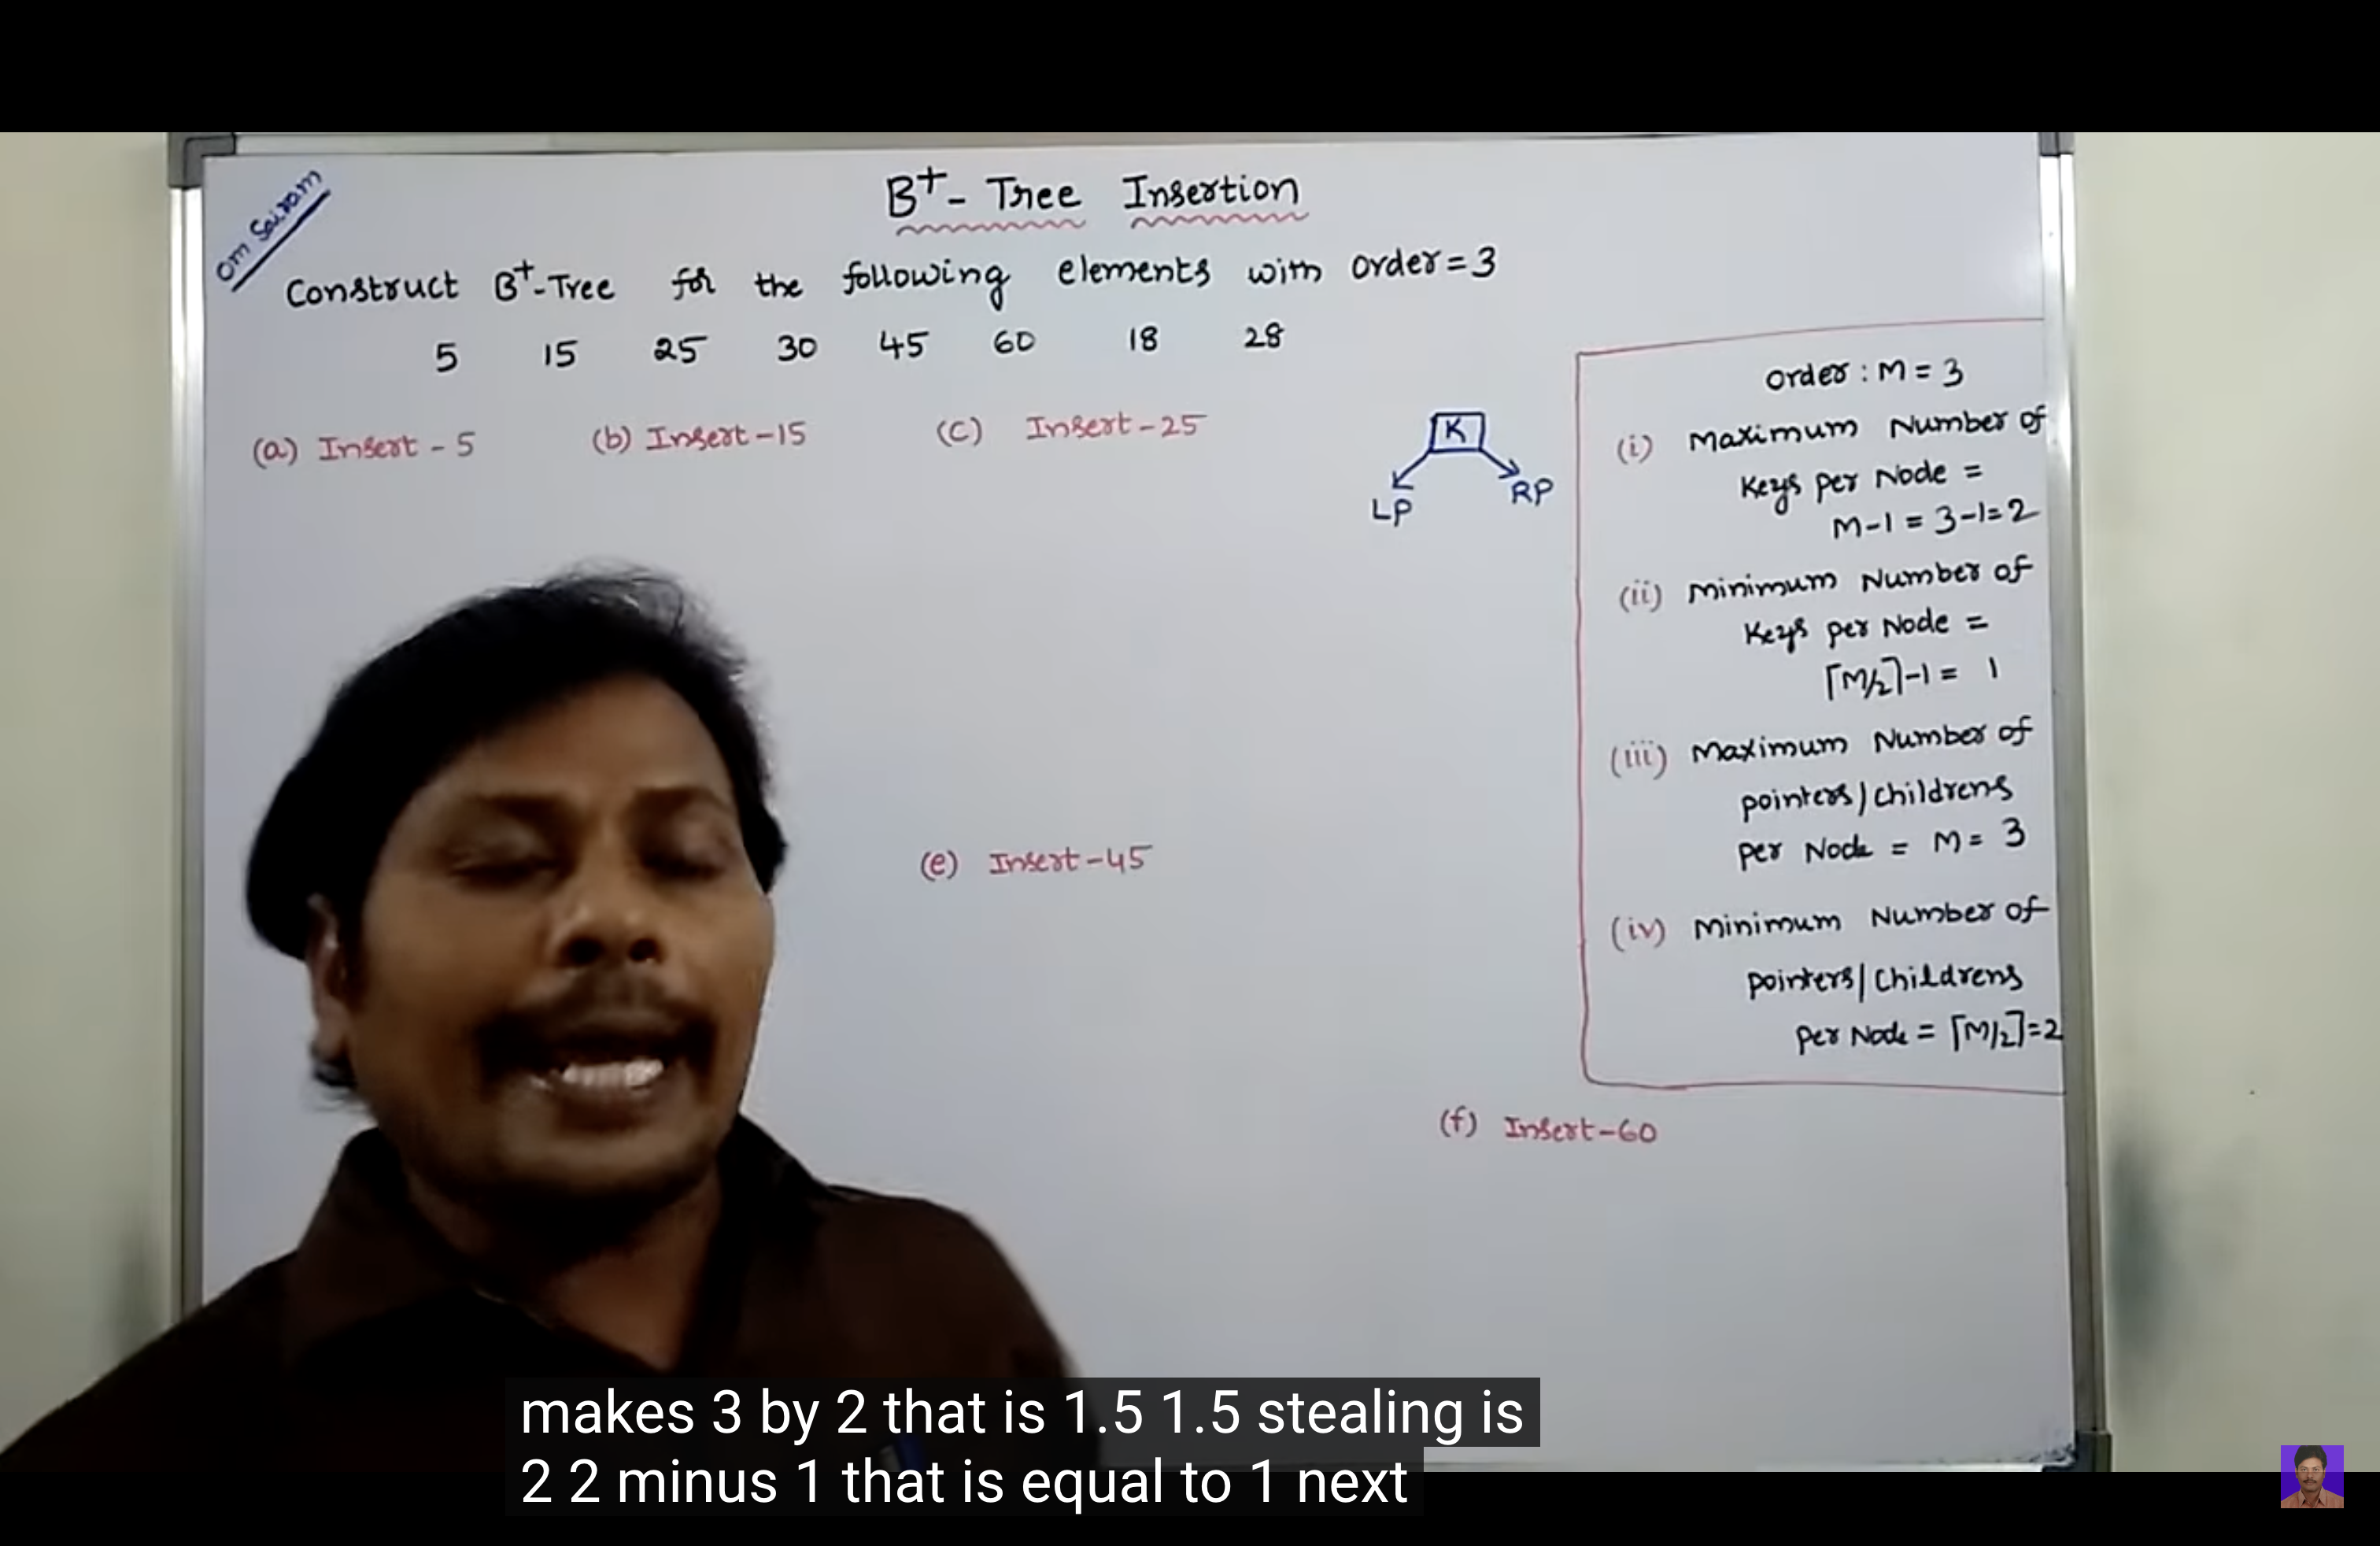 Om Sairam
B⁺- Tree Insertion
Construct B⁺-Tree for the following elements with order=3
5 15 25 30 45 60 18 28
(a) Insert - 5 (b) Insert-15 (c) Insert-25
K
LP RP
(e) Insert-45
(f) Insert-60
Order : M = 3
(i) Maximum Number of
Keys per Node =
M-1 = 3-1=2
(ii) Minimum Number of
Keys per Node =
⌈M/2⌉-1 = 1
(iii) Maximum Number of
pointers/childrens
per Node = M = 3
(iv) Minimum Number of
pointers/childrens
per Node = ⌈M/2⌉=2
makes 3 by 2 that is 1.5 1.5 stealing is
2 2 minus 1 that is equal to 1 next